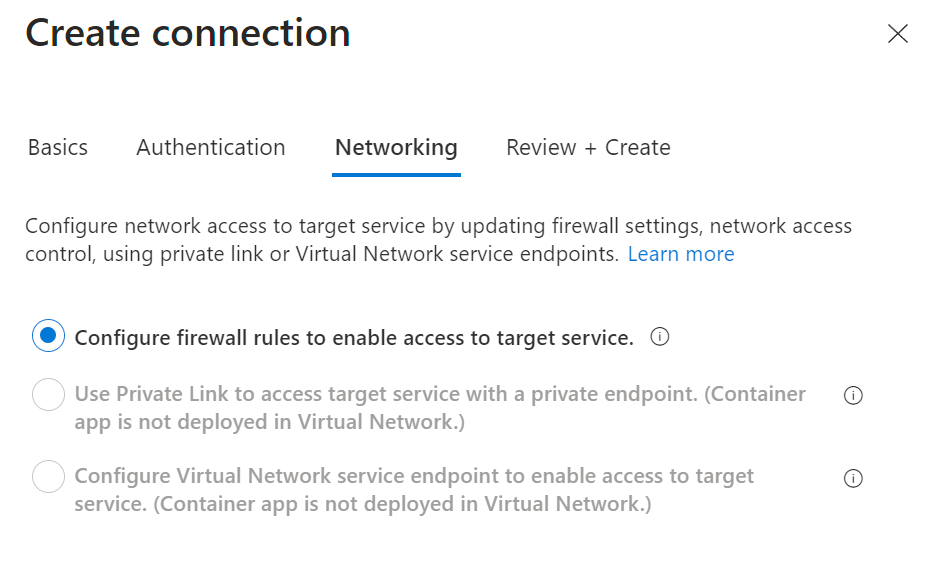 Create connection
Basics Authentication Networking Review + Create
Configure network access to target service by updating firewall settings, network access
control, using private link or Virtual Network service endpoints. Learn more
Configure firewall rules to enable access to target service.
Use Private Link to access target service with a private endpoint. (Container
app is not deployed in Virtual Network.)
Configure Virtual Network service endpoint to enable access to target
service. (Container app is not deployed in Virtual Network.)